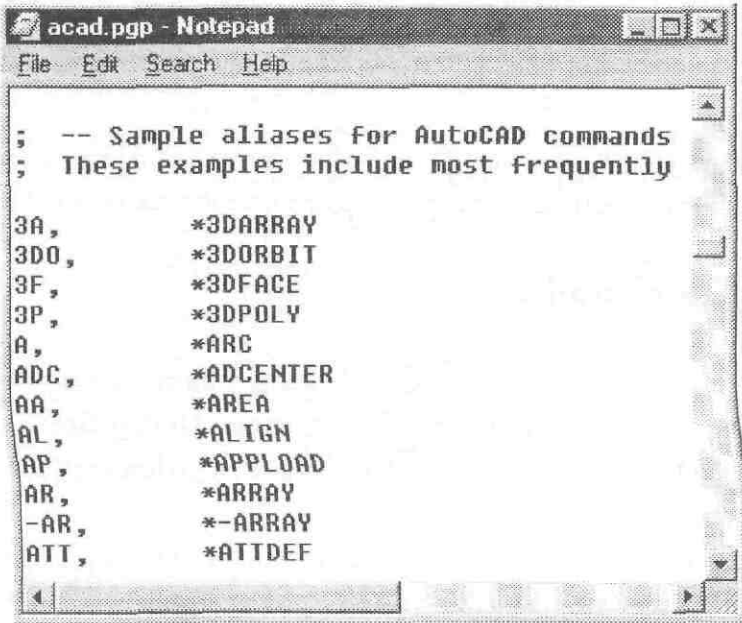 acad.pgp - Notepad
File Edit Search Help
; -- Sample aliases for AutoCAD commands
; These examples include most frequently
3A, *3DARRAY
3DO, *3DORBIT
3F, *3DFACE
3P, *3DPOLY
A, *ARC
ADC, *ADCENTER
AA, *AREA
AL, *ALIGN
AP, *APPLOAD
AR, *ARRAY
-AR, *-ARRAY
ATT, *ATTDEF